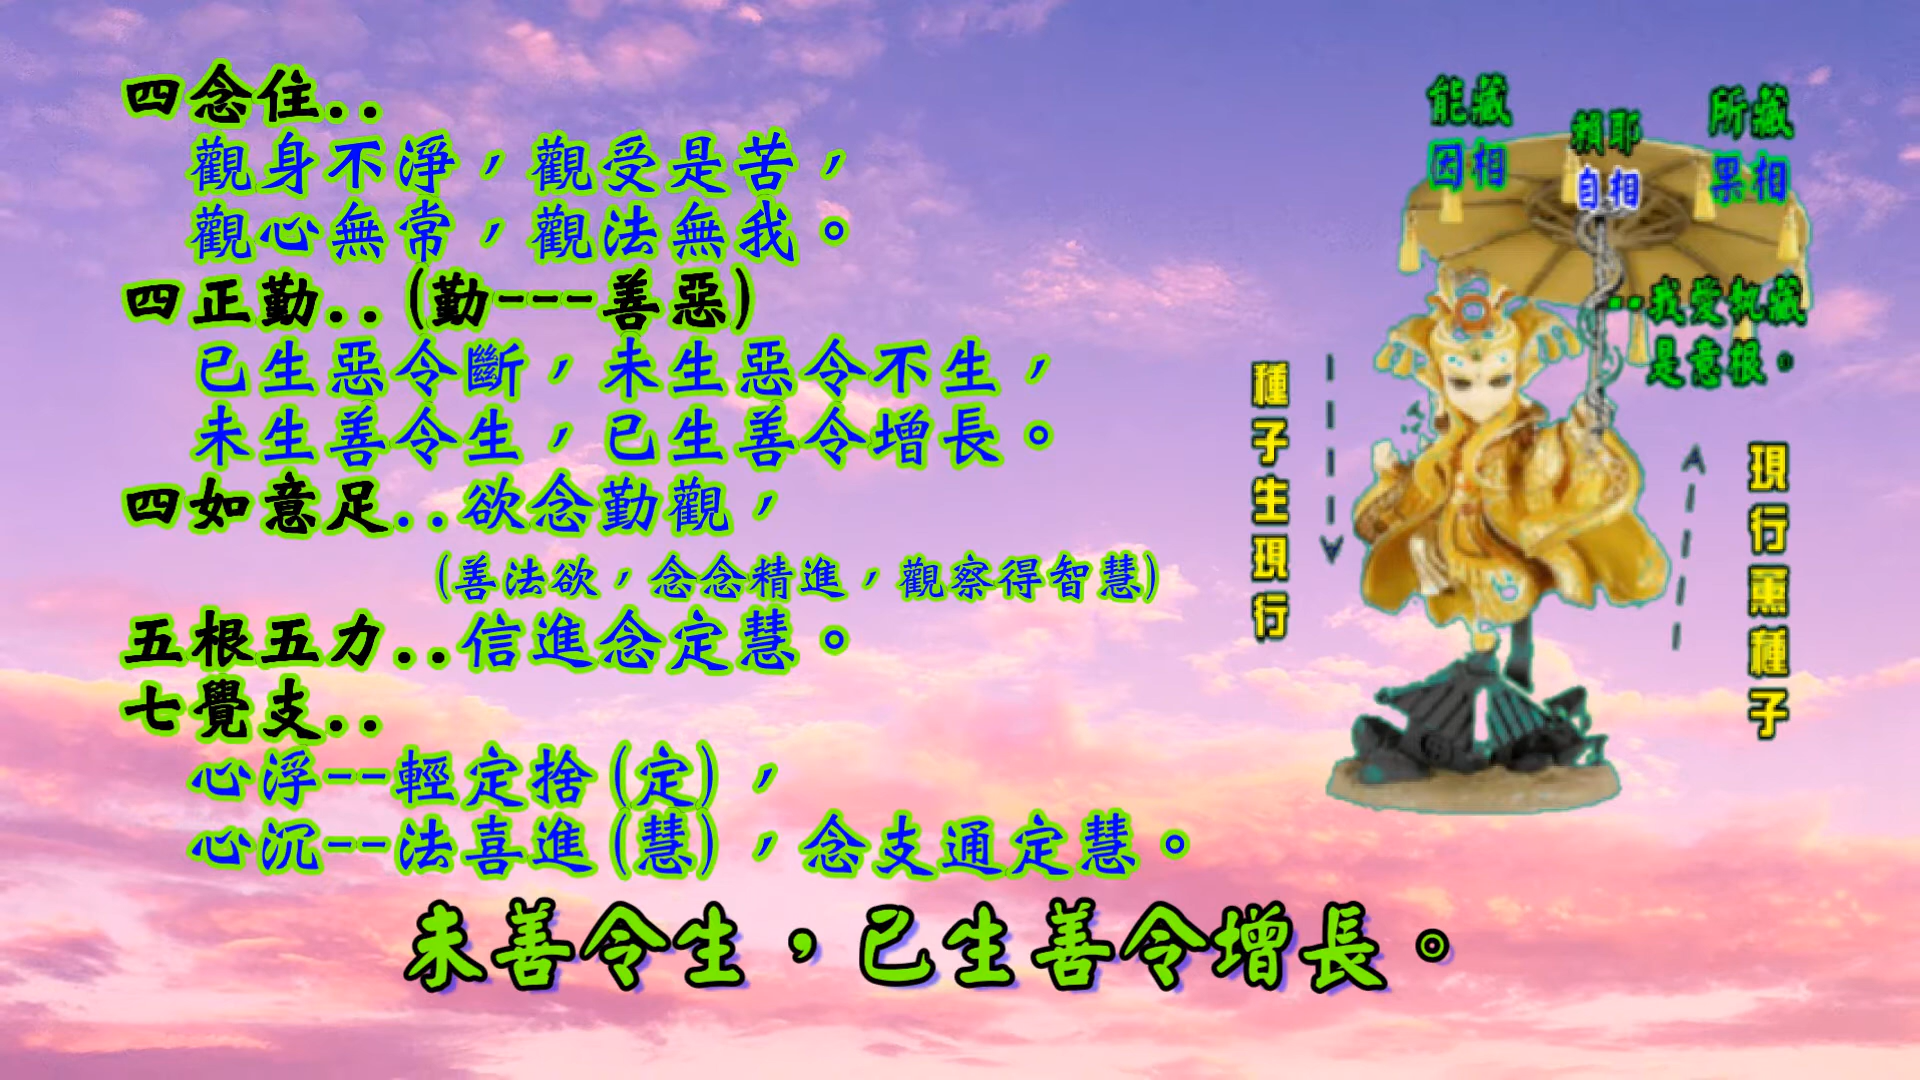 四念住..
觀身不淨，觀受是苦，
觀心無常，觀法無我。
四正勤..(勤---善惡)
已生惡令斷，未生惡令不生，
未生善令生，已生善令增長。
四如意足..欲念勤觀，
(善法欲，念念精進，觀察得智慧)
五根五力..信進念定慧。
七覺支..
心浮--輕定捨(定)，
心沉--法喜進(慧)，念支通定慧。
未善令生，已生善令增長。
能藏
因相
賴耶
自相
所藏
果相
..我愛執藏
是意根。
種子生現行
現行熏種子